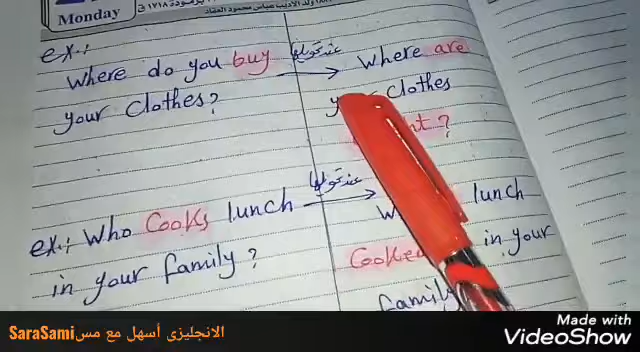 Monday
ex.:
Where do you buy
your clothes?
عند تحويلها
Where are
clothes
?
ex.: Who Cooks lunch
in your family?
عند تحويلها
lunch
Cooked in your
family
الانجليزى أسهل مع مس SaraSami
Made with
VideoShow